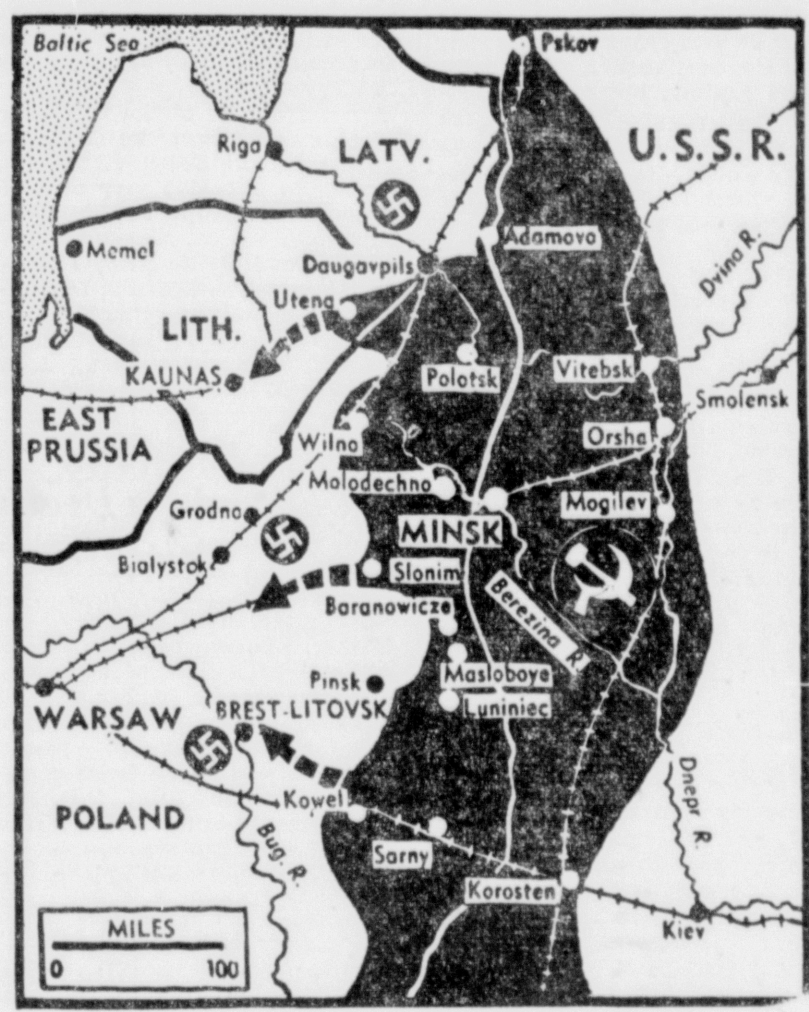 Baltic Sea
Pskov
Riga
LATV.
U. S. S. R.
Memel
Adamova
Daugavpils
Dvina R.
Utena
LITH.
KAUNAS
Polotsk
Vitebsk
Smolensk
EAST
PRUSSIA
Wilno
Orsha
Molodechno
Grodno
Mogilev
MINSK
Bialystok
Slonim
Baranowicze
Berezina R.
Pinsk
Masloboye
WARSAW
BREST-LITOVSK
Luniniec
Kowel
Dnepr R.
POLAND
Bug. R.
Sarny
Korosten
Kiev
MILES
0 100